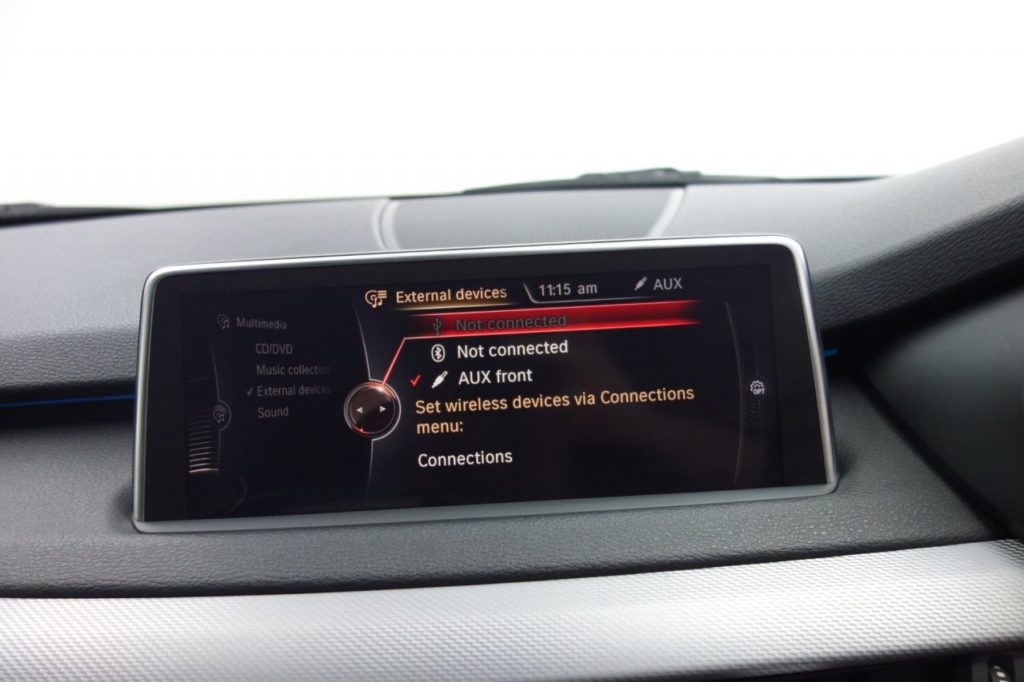 External devices
11:15 am
AUX
Multimedia
CD/DVD
Music collection
External devices
Sound
Not connected
Not connected
AUX front
Set wireless devices via Connections
menu:
Connections
OPT